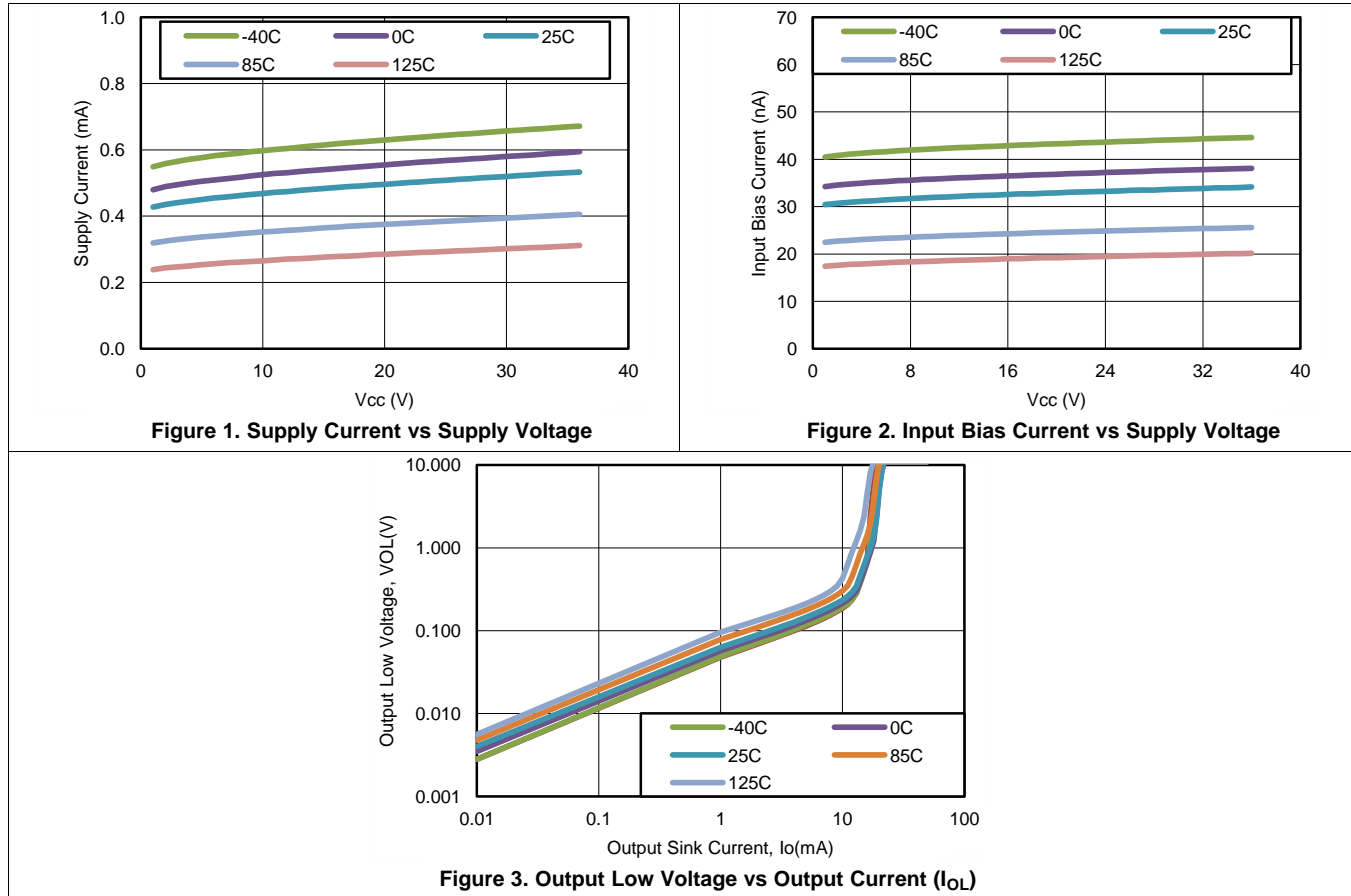 1.0
0.8
0.6
0.4
0.2
0.0
Supply Current (mA)
-40C 0C 25C
85C 125C
0 10 20 30 40
Vcc (V)
Figure 1. Supply Current vs Supply Voltage
70
60
50
40
30
20
10
0
Input Bias Current (nA)
-40C 0C 25C
85C 125C
0 8 16 24 32 40
Vcc (V)
Figure 2. Input Bias Current vs Supply Voltage
10.000
1.000
0.100
0.010
0.001
Output Low Voltage, VOL(V)
-40C 0C
25C 85C
125C
0.01 0.1 1 10 100
Output Sink Current, Io(mA)
Figure 3. Output Low Voltage vs Output Current (IOL)